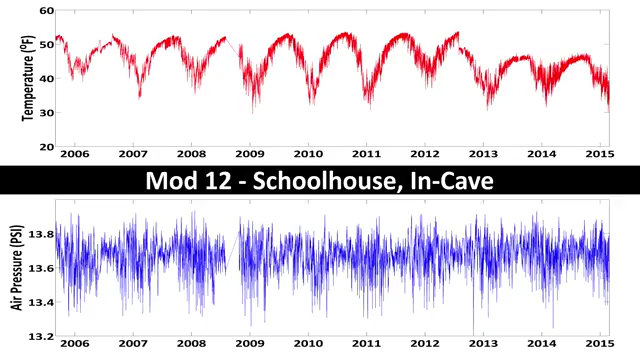 Temperature (⁰F)
60
50
40
30
20
2006 2007 2008 2009 2010 2011 2012 2013 2014 2015
Mod 12 - Schoolhouse, In-Cave
Air Pressure (PSI)
13.8
13.6
13.4
13.2
2006 2007 2008 2009 2010 2011 2012 2013 2014 2015